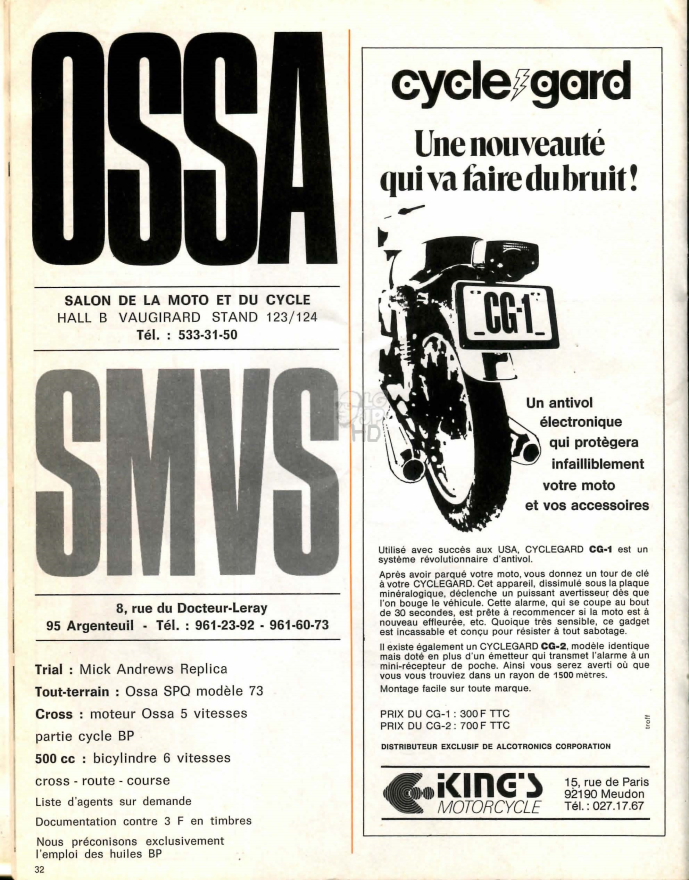 OSSA
SALON DE LA MOTO ET DU CYCLE
HALL B VAUGIRARD STAND 123/124
Tél. : 533-31-50
SMVS
8, rue du Docteur-Leray
95 Argenteuil - Tél. : 961-23-92 - 961-60-73
Trial : Mick Andrews Replica
Tout-terrain : Ossa SPQ modèle 73
Cross : moteur Ossa 5 vitesses
partie cycle BP
500 cc : bicylindre 6 vitesses
cross - route - course
Liste d'agents sur demande
Documentation contre 3 F en timbres
Nous préconisons exclusivement
l'emploi des huiles BP
32
cycle gard
Une nouveauté
qui va faire du bruit !
CG-1
Un antivol
électronique
qui protègera
infailliblement
votre moto
et vos accessoires
Utilisé avec succès aux USA, CYCLEGARD CG-1 est un
système révolutionnaire d'antivol.
Après avoir parqué votre moto, vous donnez un tour de clé
à votre CYCLEGARD. Cet appareil, dissimulé sous la plaque
minéralogique, déclenche un puissant avertisseur dès que
l'on bouge le véhicule. Cette alarme, qui se coupe au bout
de 30 secondes, est prête à recommencer si la moto est à
nouveau effleurée, etc. Quoique très sensible, ce gadget
est incassable et conçu pour résister à tout sabotage.
Il existe également un CYCLEGARD CG-2, modèle identique
mais doté en plus d'un émetteur qui transmet l'alarme à un
mini-récepteur de poche. Ainsi vous serez averti où que
vous vous trouviez dans un rayon de 1500 mètres.
Montage facile sur toute marque.
PRIX DU CG-1 : 300 F TTC
PRIX DU CG-2 : 700 F TTC
troff
DISTRIBUTEUR EXCLUSIF DE ALCOTRONICS CORPORATION
KING'S
MOTORCYCLE
15, rue de Paris
92190 Meudon
Tél. : 027.17.67
HD